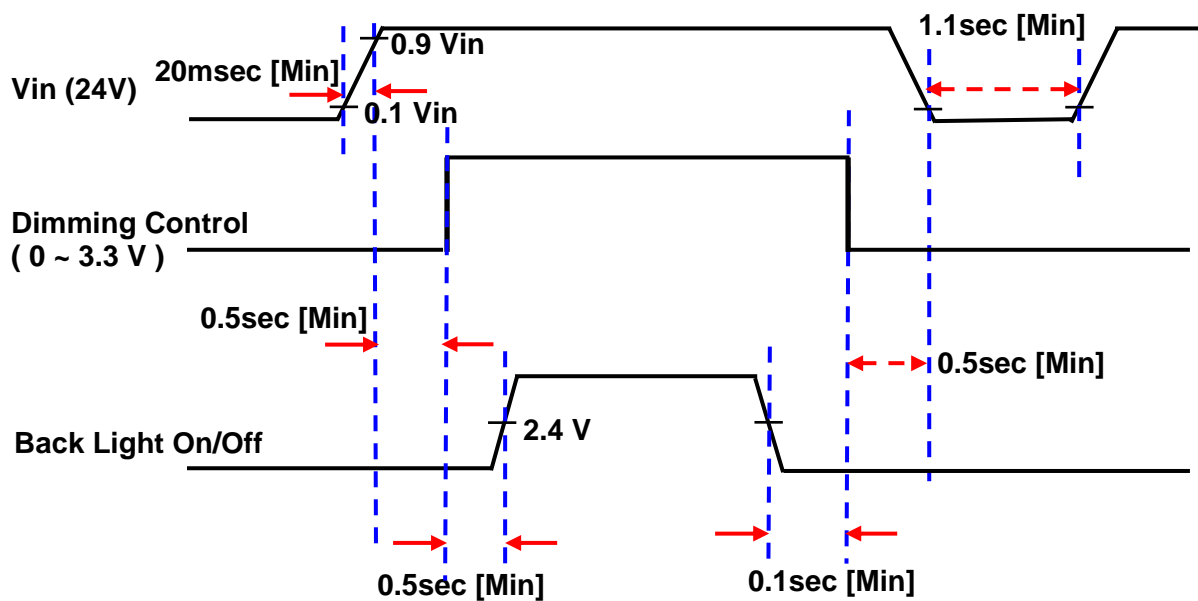 1.1sec [Min]
0.9 Vin
20msec [Min]
Vin (24V)
0.1 Vin
Dimming Control
( 0 ~ 3.3 V )
0.5sec [Min]
0.5sec [Min]
2.4 V
Back Light On/Off
0.5sec [Min]
0.1sec [Min]